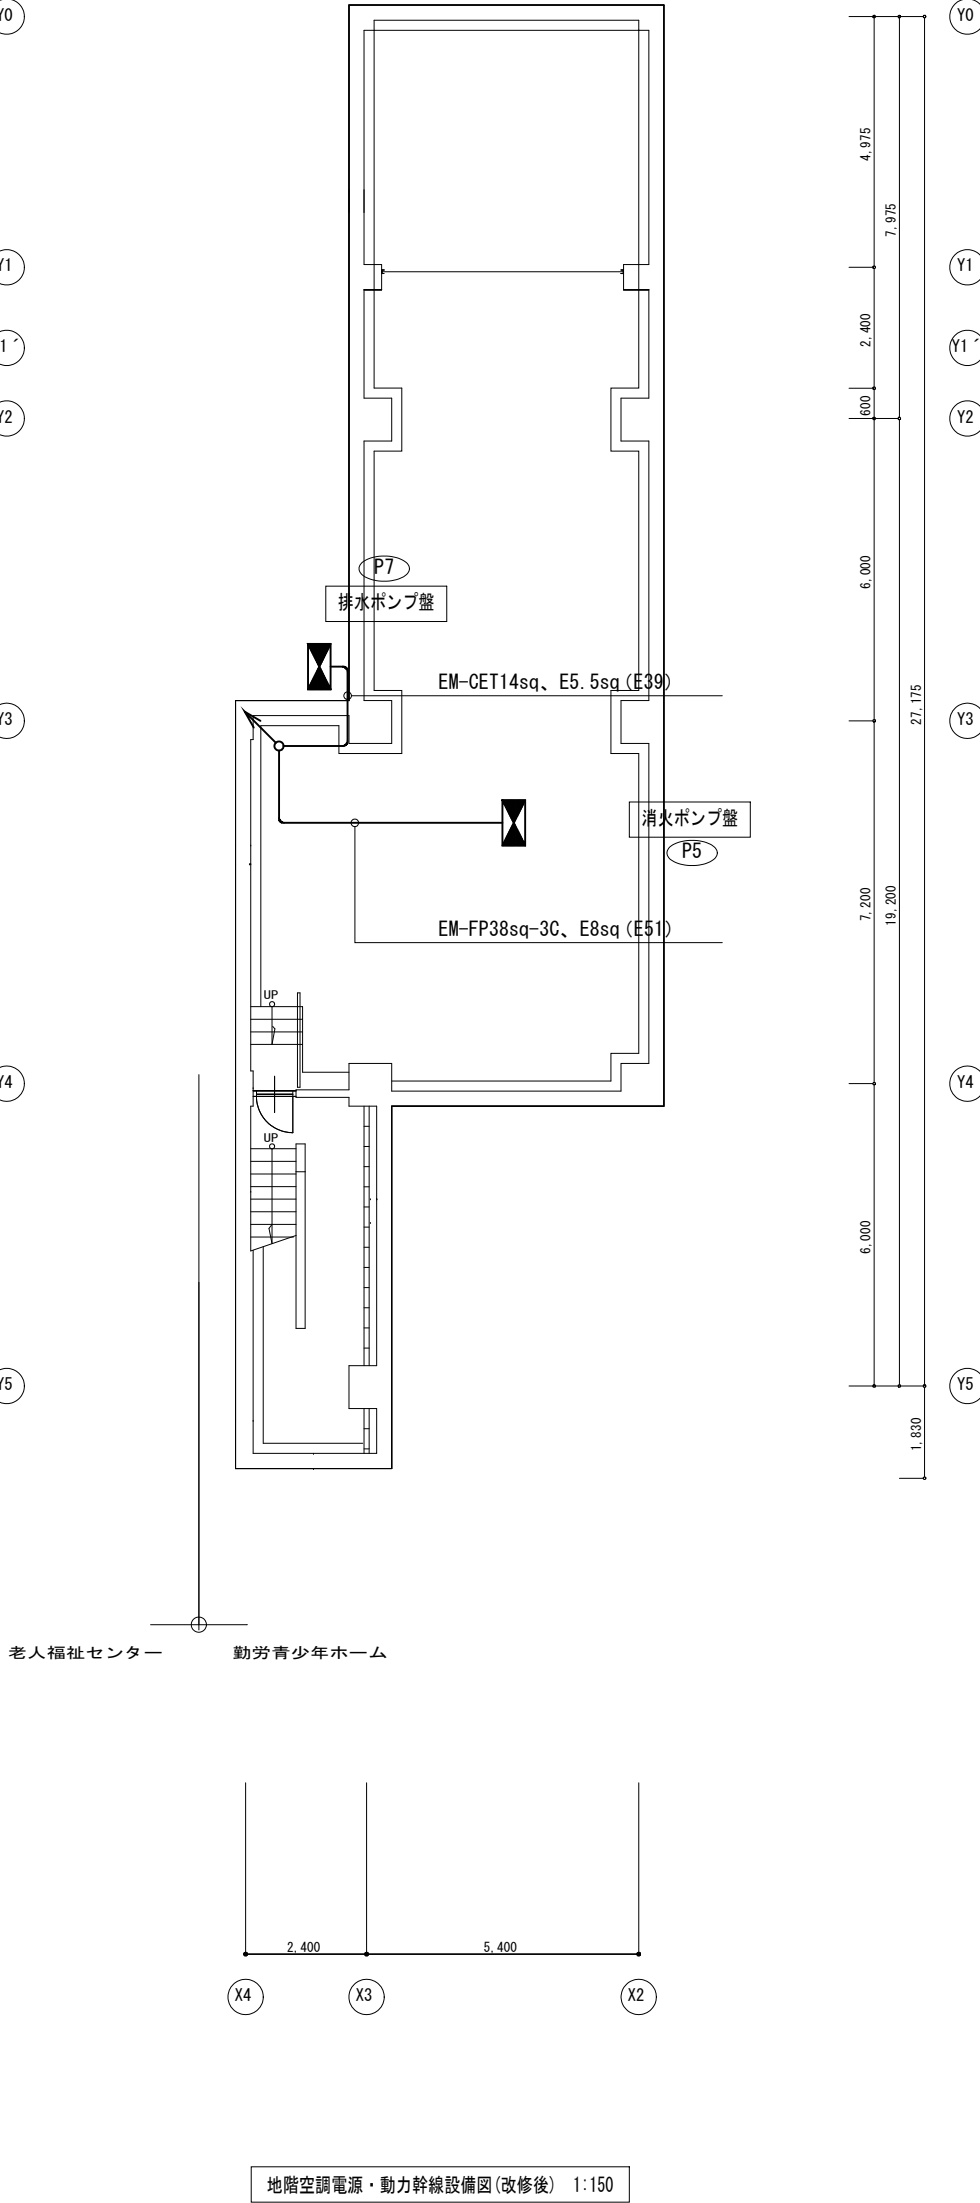 Y0
Y0
4,975
7,975
Y1
Y1
2,400
1´
Y1´
600
Y2
Y2
6,000
P7
排水ポンプ盤
EM-CET14sq、E5.5sq(E39)
27,175
Y3
Y3
消火ポンプ盤
P5
7,200
19,200
EM-FP38sq-3C、E8sq(E51)
UP
Y4
Y4
UP
6,000
Y5
Y5
1,830
老人福祉センター
勤労青少年ホーム
2,400
5,400
X4
X3
X2
地階空調電源・動力幹線設備図(改修後) 1:150